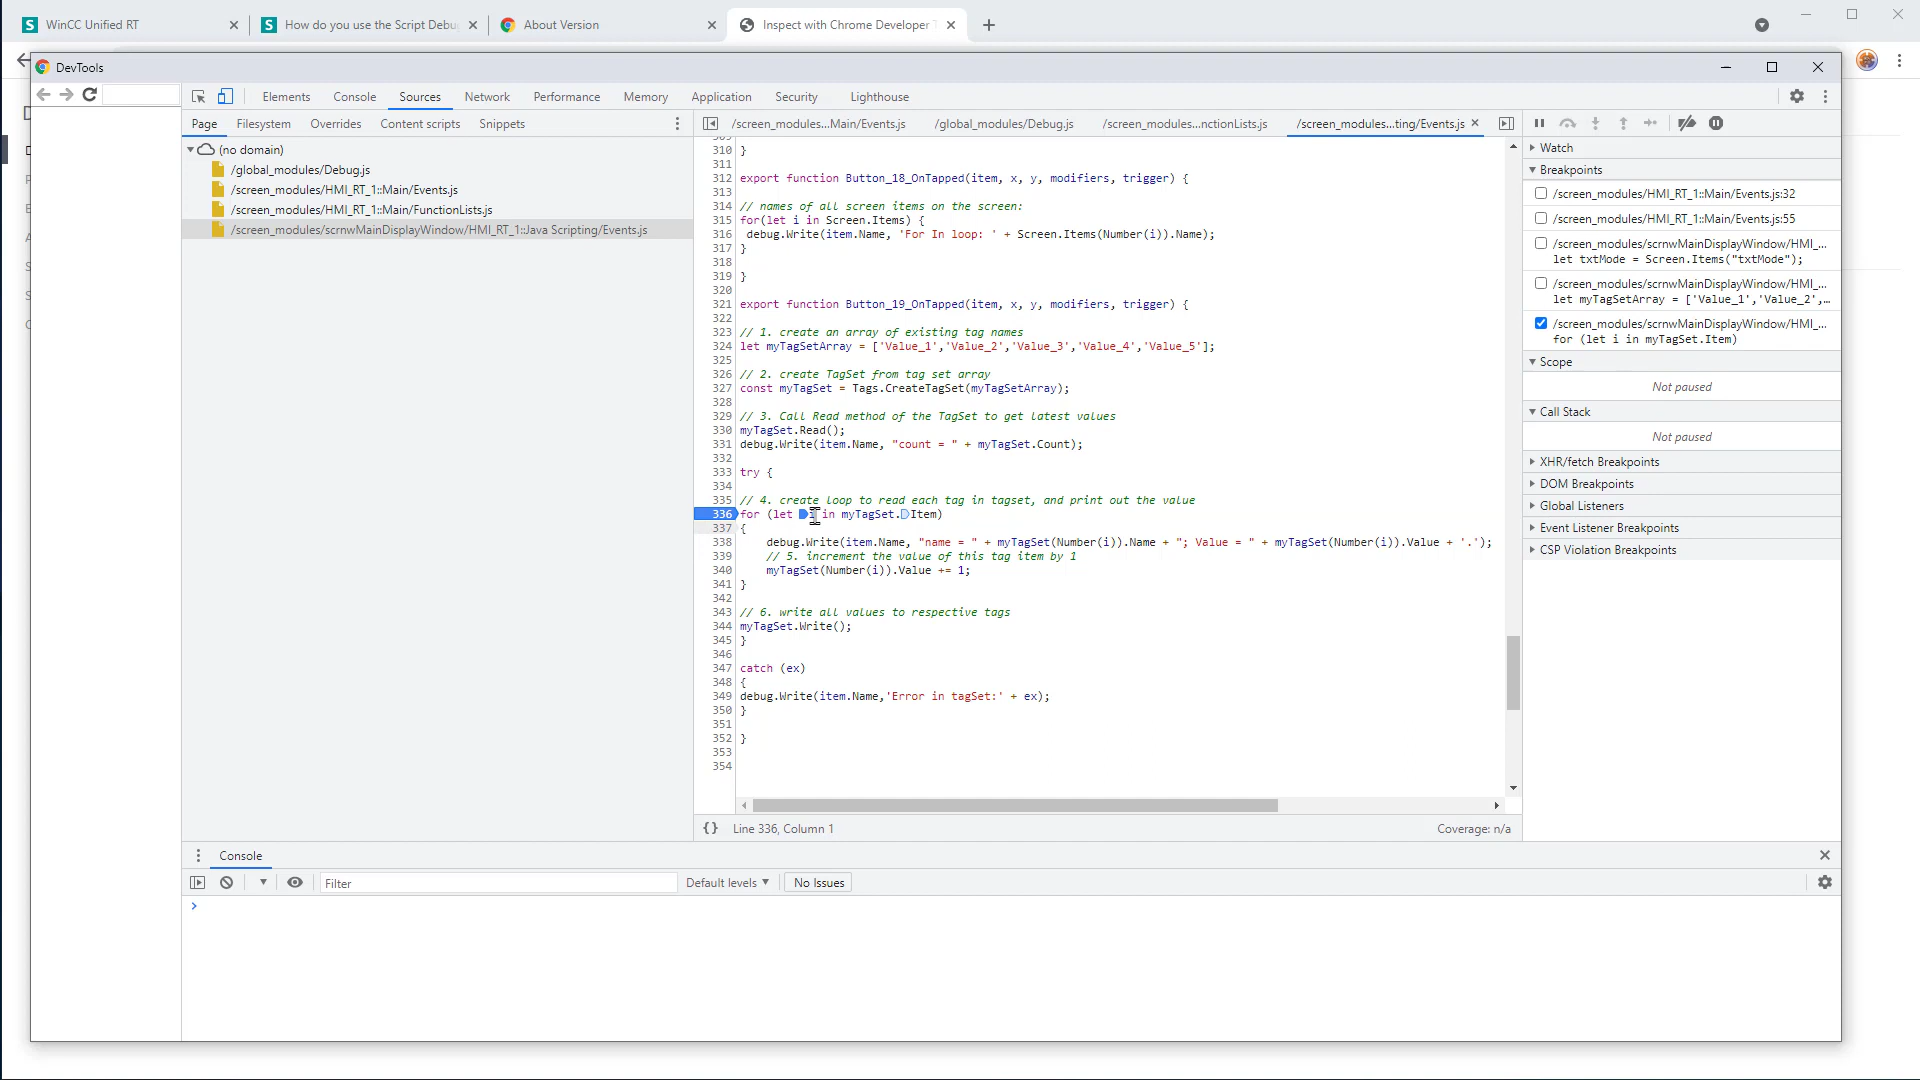 WinCC Unified RT
How do you use the Script Debu
About Version
Inspect with Chrome Developer T
DevTools
Elements Console Sources Network Performance Memory Application Security Lighthouse
Page Filesystem Overrides Content scripts Snippets
/screen_modules...Main/Events.js /global_modules/Debug.js /screen_modules...nctionLists.js /screen_modules...ting/Events.js
(no domain)
/global_modules/Debug.js
/screen_modules/HMI_RT_1::Main/Events.js
/screen_modules/HMI_RT_1::Main/FunctionLists.js
/screen_modules/scrnwMainDisplayWindow/HMI_RT_1::Java Scripting/Events.js
310 }
311
312 export function Button_18_OnTapped(item, x, y, modifiers, trigger) {
313
314 // names of all screen items on the screen:
315 for(let i in Screen.Items) {
316 debug.Write(item.Name, 'For In loop: ' + Screen.Items(Number(i)).Name);
317 }
318
319 }
320
321 export function Button_19_OnTapped(item, x, y, modifiers, trigger) {
322
323 // 1. create an array of existing tag names
324 let myTagSetArray = ['Value_1','Value_2','Value_3','Value_4','Value_5'];
325
326 // 2. create TagSet from tag set array
327 const myTagSet = Tags.CreateTagSet(myTagSetArray);
328
329 // 3. Call Read method of the TagSet to get latest values
330 myTagSet.Read();
331 debug.Write(item.Name, "count = " + myTagSet.Count);
332
333 try {
334
335 // 4. create loop to read each tag in tagset, and print out the value
336 for (let i in myTagSet.Item)
337 {
338 debug.Write(item.Name, "name = " + myTagSet(Number(i)).Name + "; Value = " + myTagSet(Number(i)).Value + '.');
339 // 5. increment the value of this tag item by 1
340 myTagSet(Number(i)).Value += 1;
341 }
342
343 // 6. write all values to respective tags
344 myTagSet.Write();
345 }
346
347 catch (ex)
348 {
349 debug.Write(item.Name,'Error in tagSet:' + ex);
350 }
351
352 }
353
354
{} Line 336, Column 1 Coverage: n/a
Watch
Breakpoints
/screen_modules/HMI_RT_1::Main/Events.js:32
/screen_modules/HMI_RT_1::Main/Events.js:55
/screen_modules/scrnwMainDisplayWindow/HMI_...
let txtMode = Screen.Items("txtMode");
/screen_modules/scrnwMainDisplayWindow/HMI_...
let myTagSetArray = ['Value_1','Value_2',...
/screen_modules/scrnwMainDisplayWindow/HMI_...
for (let i in myTagSet.Item)
Scope
Not paused
Call Stack
Not paused
XHR/fetch Breakpoints
DOM Breakpoints
Global Listeners
Event Listener Breakpoints
CSP Violation Breakpoints
Console
Filter
Default levels
No Issues